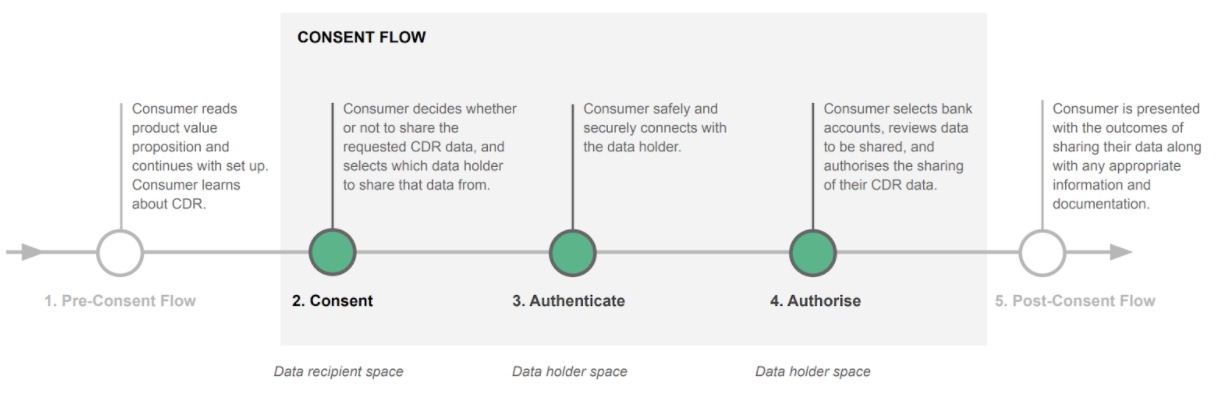 CONSENT FLOW
Consumer reads
product value
proposition and
continues with set up.
Consumer learns
about CDR.
Consumer decides whether
or not to share the
requested CDR data, and
selects which data holder
to share that data from.
Consumer safely and
securely connects with
the data holder.
Consumer selects bank
accounts, reviews data
to be shared, and
authorises the sharing
of their CDR data.
Consumer is presented
with the outcomes of
sharing their data along
with any appropriate
information and
documentation.
1. Pre-Consent Flow
2. Consent
3. Authenticate
4. Authorise
5. Post-Consent Flow
Data recipient space
Data holder space
Data holder space